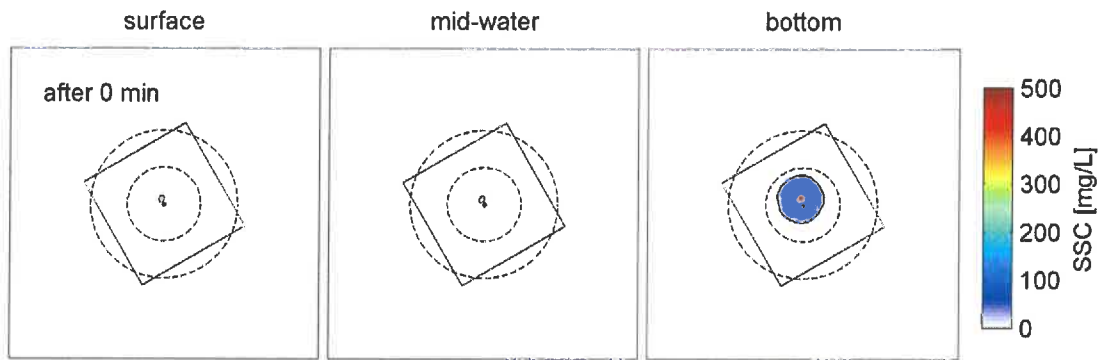 surface
mid-water
bottom
after 0 min
500
400
300
200
100
0
SSC [mg/L]